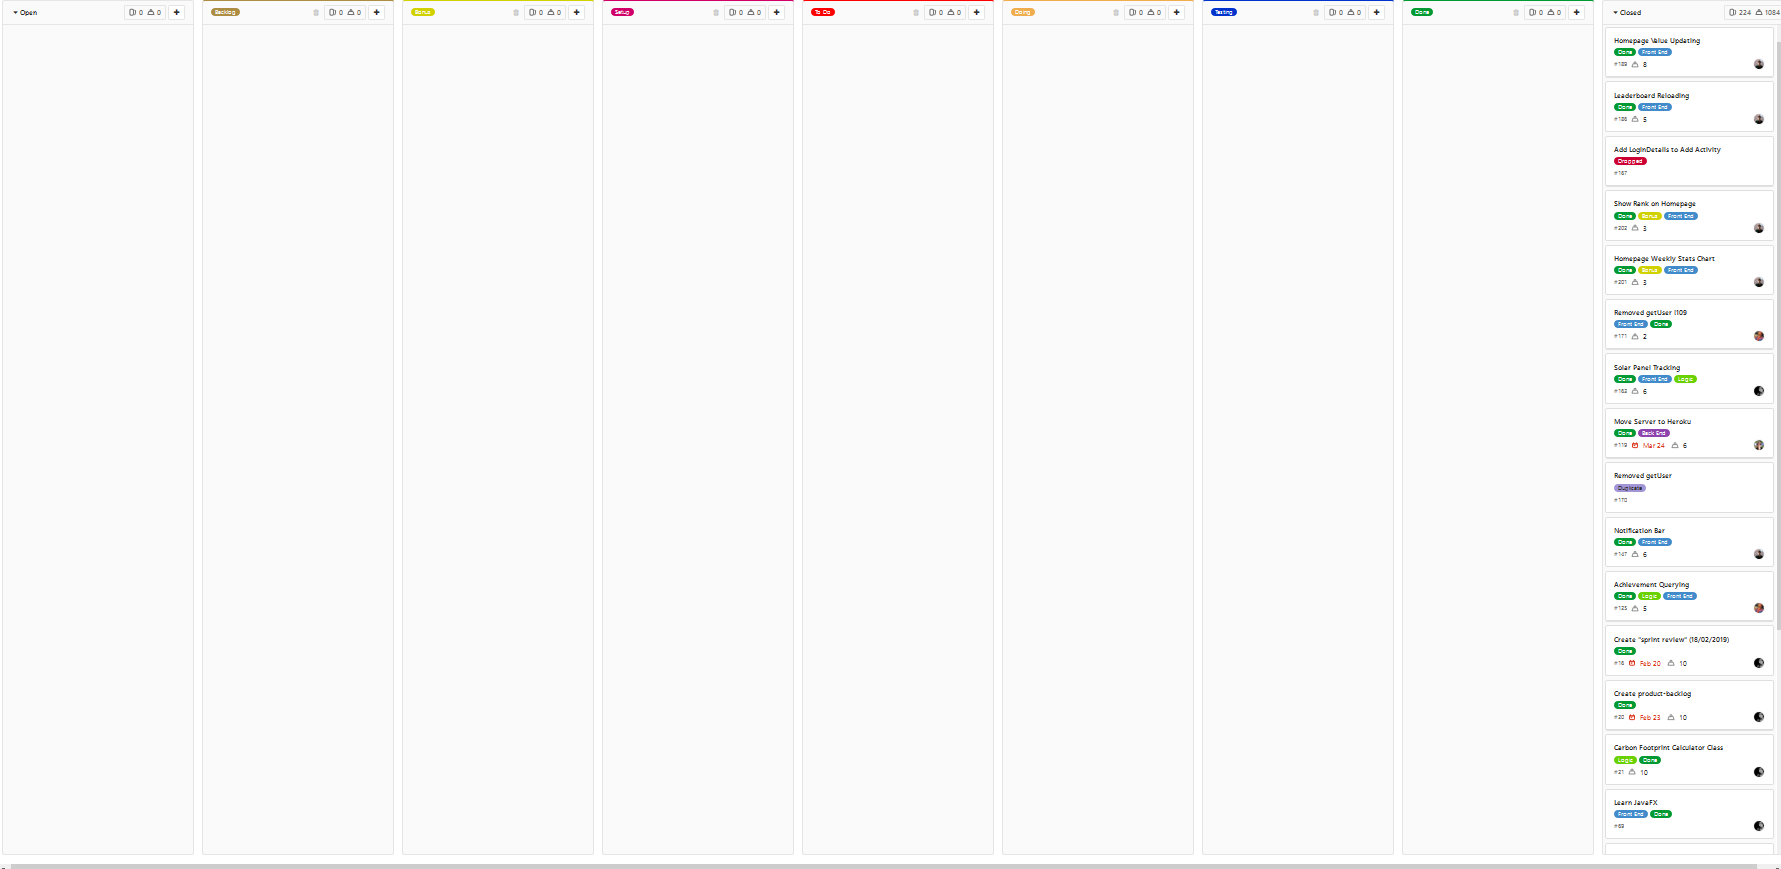 Open 0 0
Backlog 0 0
Bonus 0 0
Setup 0 0
To Do 0 0
Doing 0 0
Testing 0 0
Done 0 0
Closed 224 1084
Homepage Value Updating
Done Front End
#189 8
Leaderboard Reloading
Done Front End
#186 5
Add LoginDetails to Add Activity
Dropped
#167
Show Rank on Homepage
Done Bonus Front End
#202 3
Homepage Weekly Stats Chart
Done Bonus Front End
#201 3
Removed getUser I109
Front End Done
#171 2
Solar Panel Tracking
Done Front End Logic
#163 6
Move Server to Heroku
Done Back End
#119 Mar 24 6
Removed getUser
Duplicate
#170
Notification Bar
Done Front End
#147 6
Achievement Querying
Done Logic Front End
#125 5
Create "sprint review" (18/02/2019)
Done
#16 Feb 20 10
Create product-backlog
Done
#20 Feb 23 10
Carbon Footprint Calculator Class
Logic Done
#21 10
Learn JavaFX
Front End Done
#69